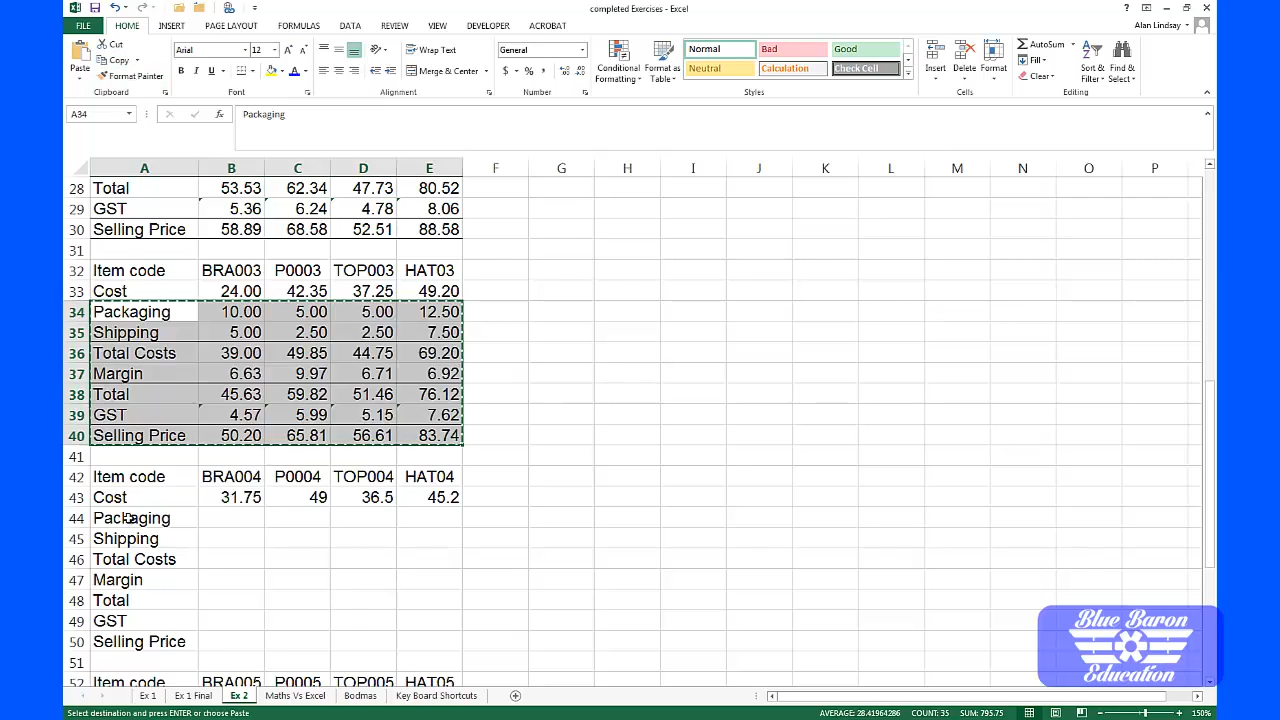 completed Exercises - Excel
Alan Lindsay
FILE HOME INSERT PAGE LAYOUT FORMULAS DATA REVIEW VIEW DEVELOPER ACROBAT
Paste Cut Copy Format Painter Clipboard
Arial 12 B I U Font
Wrap Text Merge & Center Alignment
General $ % , Number
Conditional Formatting Format as Table Normal Bad Good Neutral Calculation Check Cell Styles
Insert Delete Format Cells
AutoSum Fill Clear Sort & Filter Find & Select Editing
A34 fx Packaging
A B C D E F G H I J K L M N O P
28 Total 53.53 62.34 47.73 80.52
29 GST 5.36 6.24 4.78 8.06
30 Selling Price 58.89 68.58 52.51 88.58
31
32 Item code BRA003 P0003 TOP003 HAT03
33 Cost 24.00 42.35 37.25 49.20
34 Packaging 10.00 5.00 5.00 12.50
35 Shipping 5.00 2.50 2.50 7.50
36 Total Costs 39.00 49.85 44.75 69.20
37 Margin 6.63 9.97 6.71 6.92
38 Total 45.63 59.82 51.46 76.12
39 GST 4.57 5.99 5.15 7.62
40 Selling Price 50.20 65.81 56.61 83.74
41
42 Item code BRA004 P0004 TOP004 HAT04
43 Cost 31.75 49 36.5 45.2
44 Packaging
45 Shipping
46 Total Costs
47 Margin
48 Total
49 GST
50 Selling Price
51
52 Item code BRA005 P0005 TOP005 HAT05
Blue Baron
Education
Ex 1 Ex 1 Final Ex 2 Maths Vs Excel Bodmas Key Board Shortcuts
Select destination and press ENTER or choose Paste AVERAGE: 28.41964286 COUNT: 35 SUM: 795.75 150%